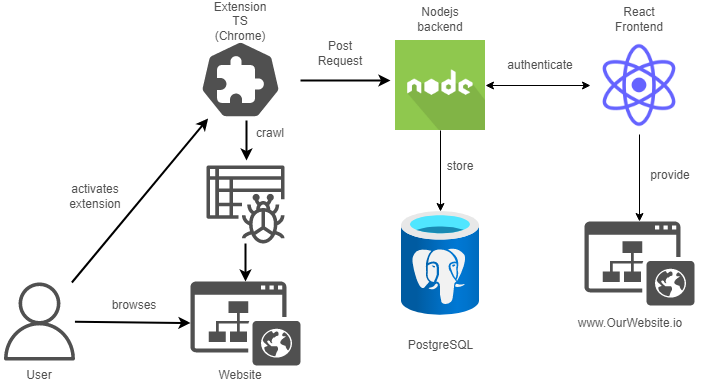 Extension
TS
(Chrome)
Nodejs
backend
React
Frontend
Post
Request
node
authenticate
crawl
activates
extension
store
provide
browses
www.OurWebsite.io
PostgreSQL
User
Website